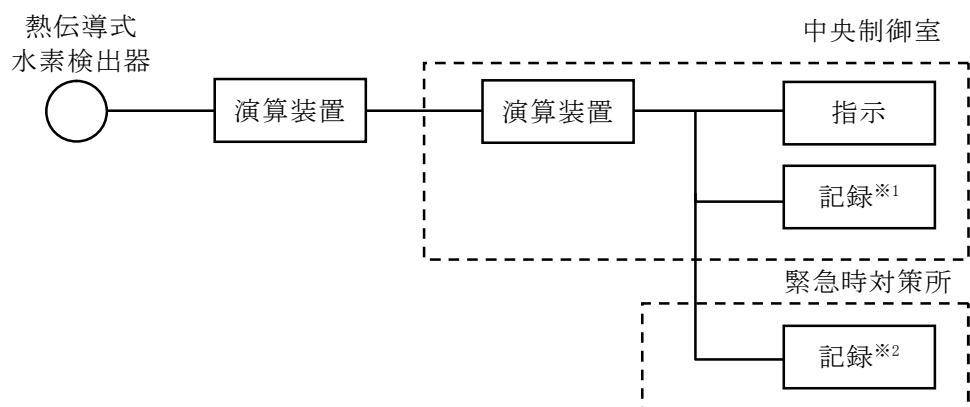 熱伝導式
水素検出器
中央制御室
演算装置
演算装置
指示
記録※1
緊急時対策所
記録※2